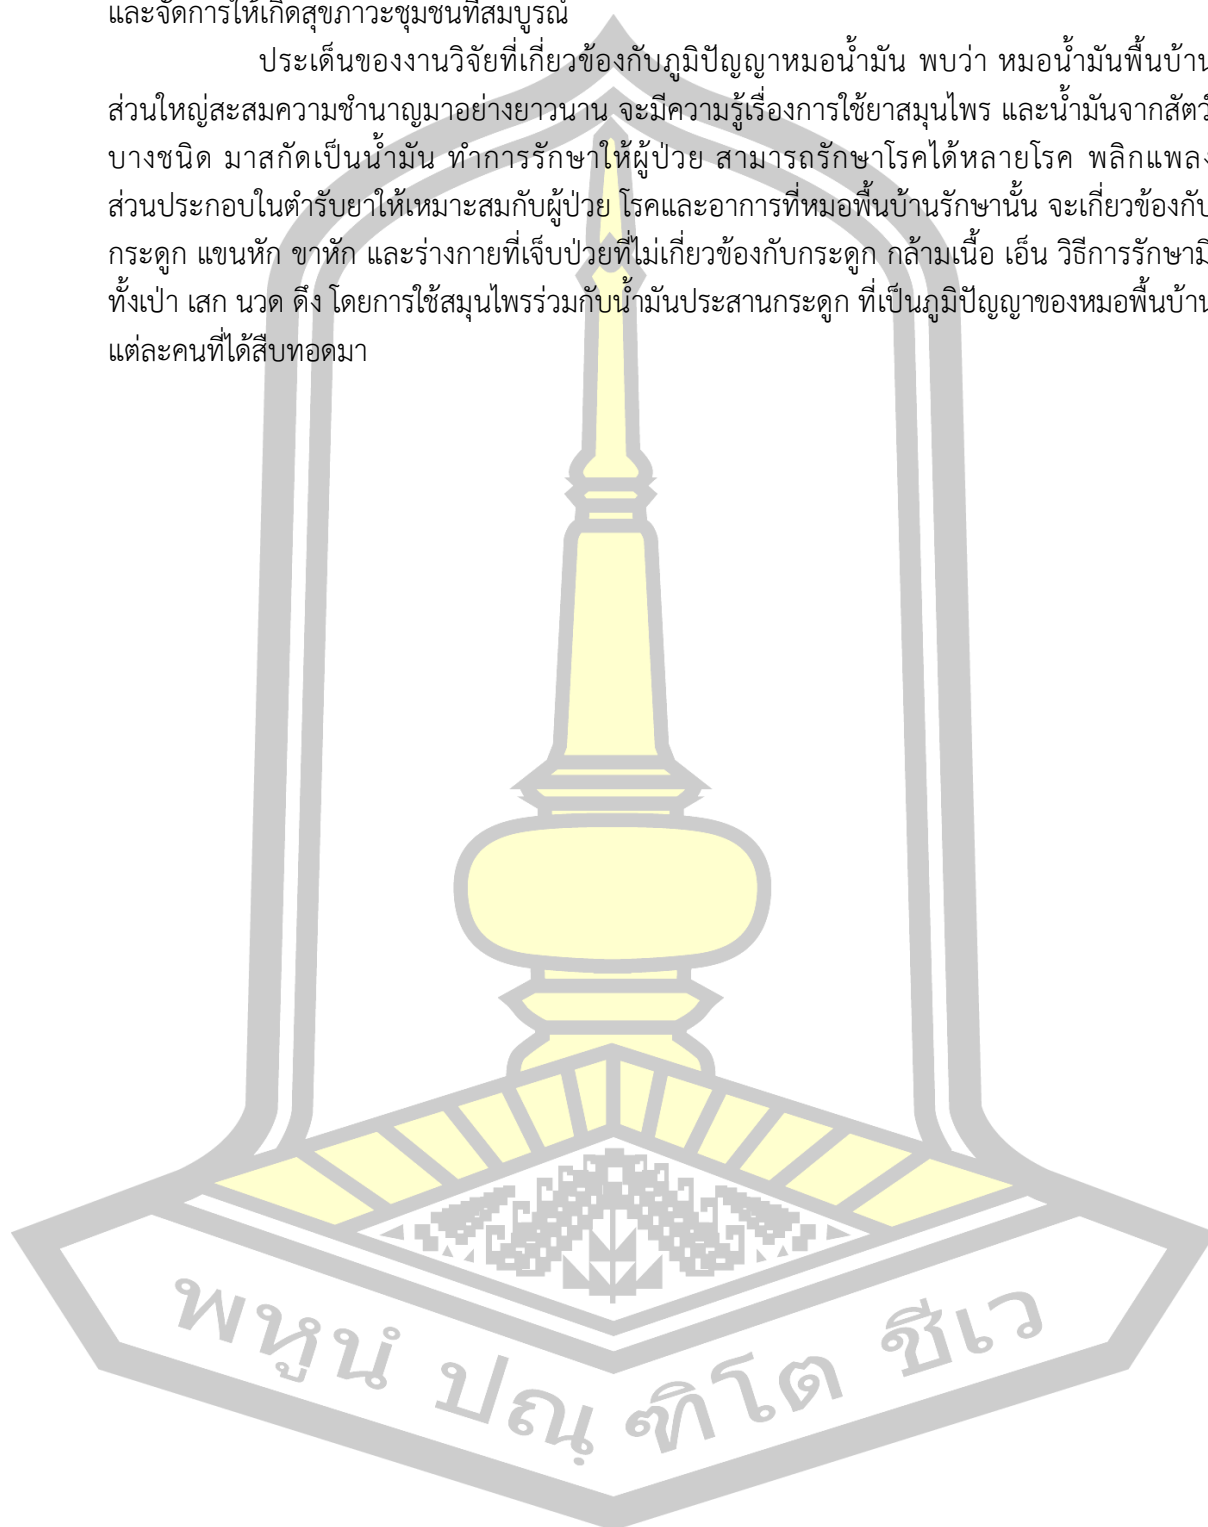 และจัดการให้เกิดสุขภาวะชุมชนที่สมบูรณ์
ประเด็นของงานวิจัยที่เกี่ยวข้องกับภูมิปัญญาหมอน้ำมัน พบว่า หมอน้ำมันพื้นบ้าน
ส่วนใหญ่สะสมความชำนาญมาอย่างยาวนาน จะมีความรู้เรื่องการใช้ยาสมุนไพร และน้ำมันจากสัตว์
บางชนิด มาสกัดเป็นน้ำมัน ทำการรักษาให้ผู้ป่วย สามารถรักษาโรคได้หลายโรค พลิกแพลง
ส่วนประกอบในตำรับยาให้เหมาะสมกับผู้ป่วย โรคและอาการที่หมอพื้นบ้านรักษานั้น จะเกี่ยวข้องกับ
กระดูก แขนหัก ขาหัก และร่างกายที่เจ็บป่วยที่ไม่เกี่ยวข้องกับกระดูก กล้ามเนื้อ เอ็น วิธีการรักษามี
ทั้งเป่า เสก นวด ดึง โดยการใช้สมุนไพรร่วมกับน้ำมันประสานกระดูก ที่เป็นภูมิปัญญาของหมอพื้นบ้าน
แต่ละคนที่ได้สืบทอดมา
พหูนํ ปณฺฑิโต ชีเว